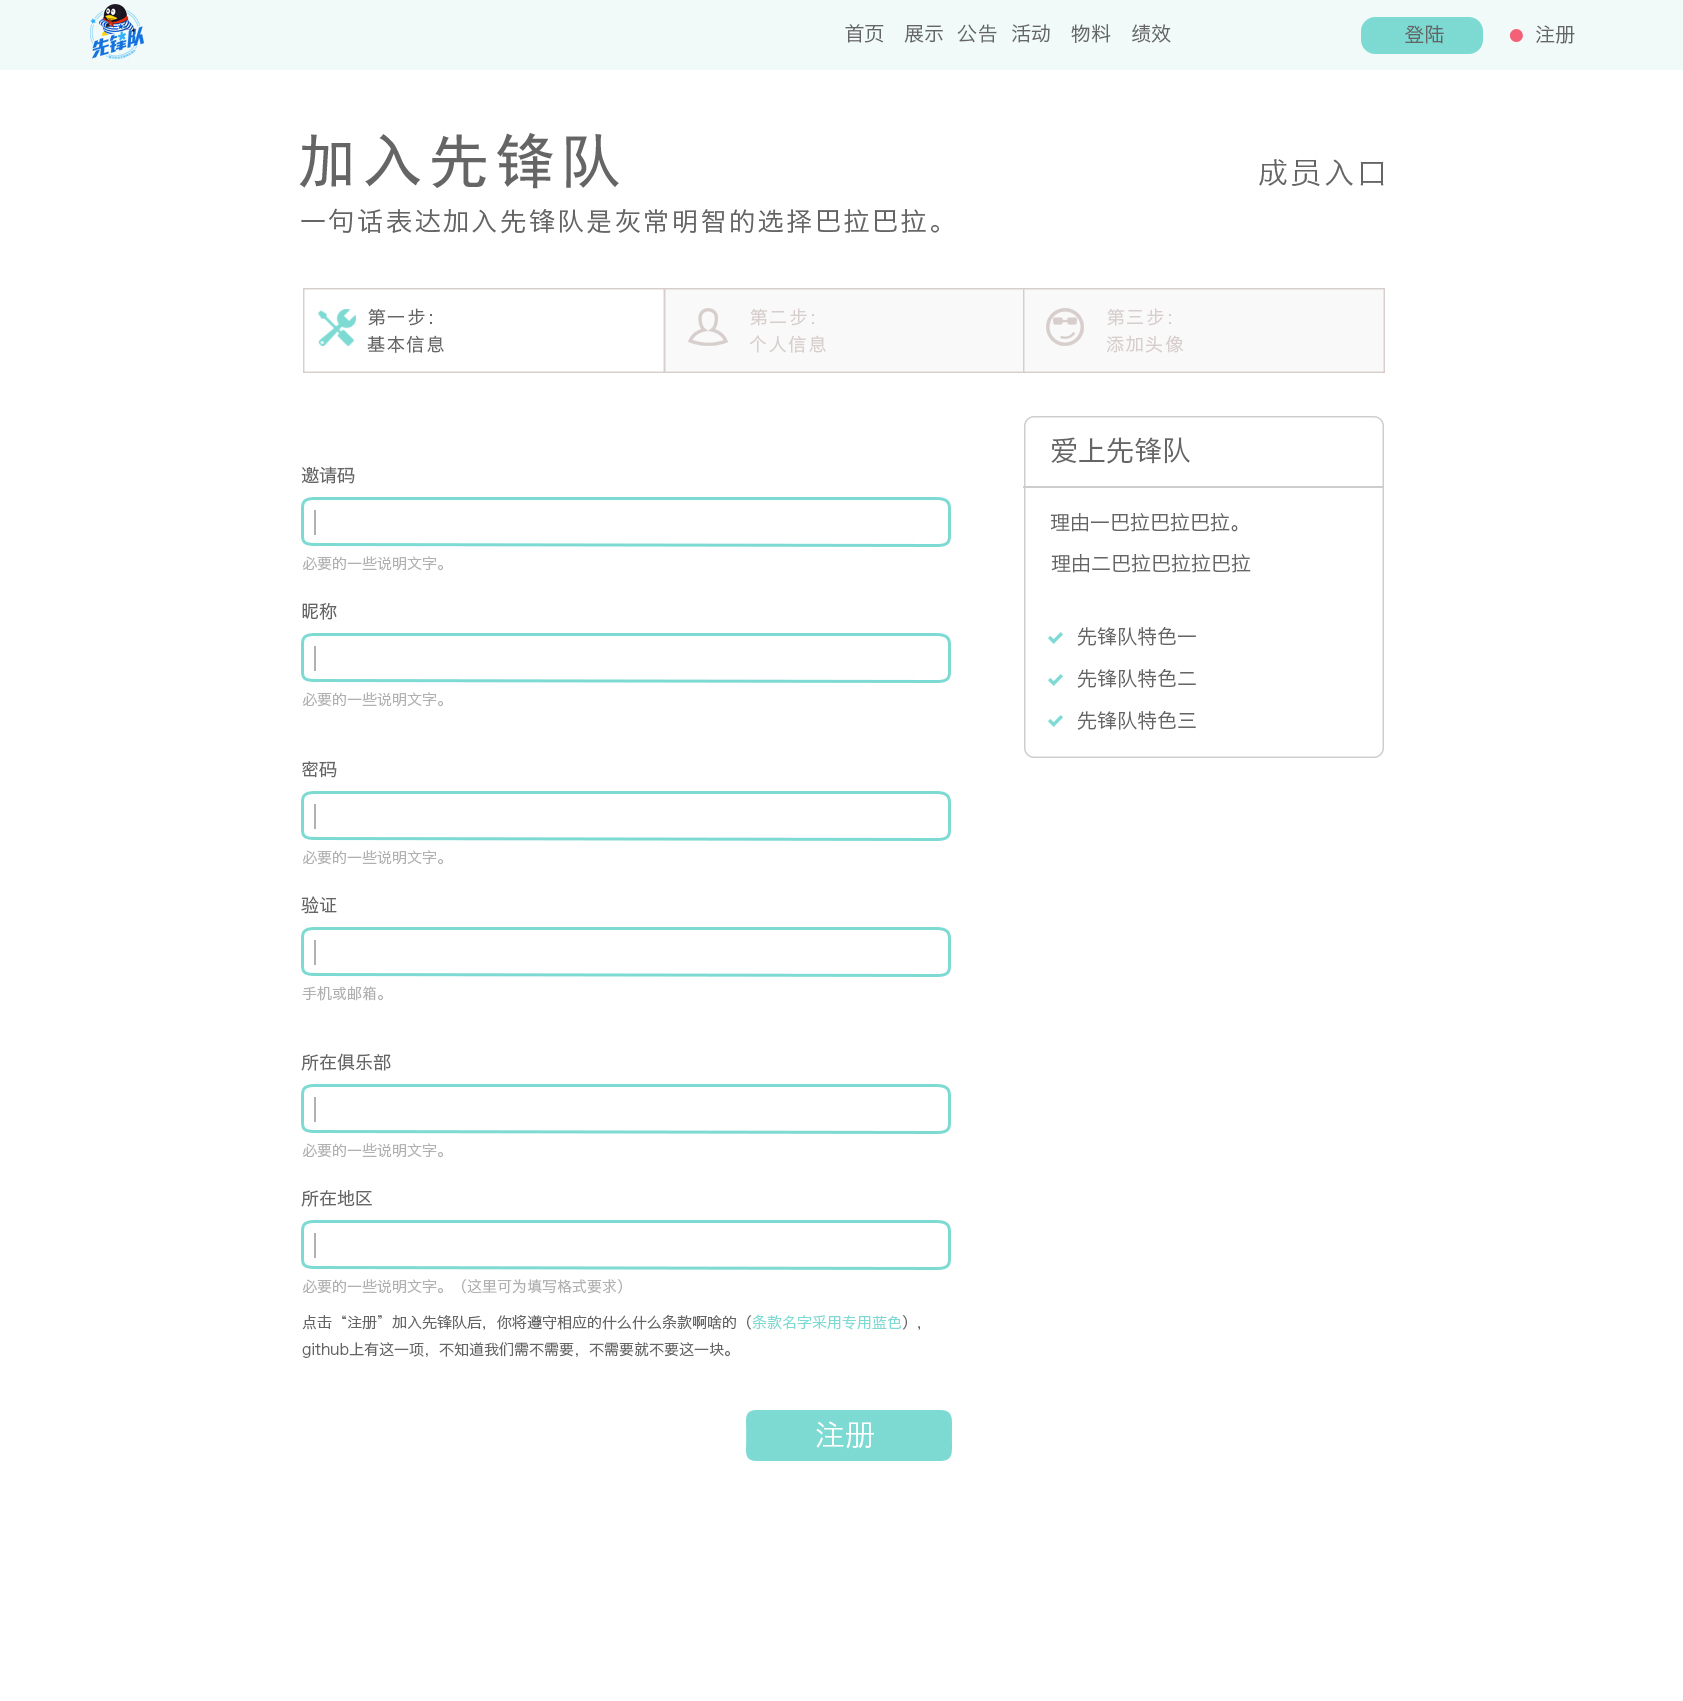 先锋队
首页 展示 公告 活动 物料 绩效 登陆 注册
加入先锋队
成员入口
一句话表达加入先锋队是灰常明智的选择巴拉巴拉。
第一步：
基本信息
第二步：
个人信息
第三步：
添加头像
爱上先锋队
理由一巴拉巴拉巴拉。
理由二巴拉巴拉拉巴拉
先锋队特色一
先锋队特色二
先锋队特色三
邀请码
必要的一些说明文字。
昵称
必要的一些说明文字。
密码
必要的一些说明文字。
验证
手机或邮箱。
所在俱乐部
必要的一些说明文字。
所在地区
必要的一些说明文字。（这里可为填写格式要求）
点击“注册”加入先锋队后，你将遵守相应的什么什么条款啊啥的（条款名字采用专用蓝色），
github上有这一项，不知道我们需不需要，不需要就不要这一块。
注册